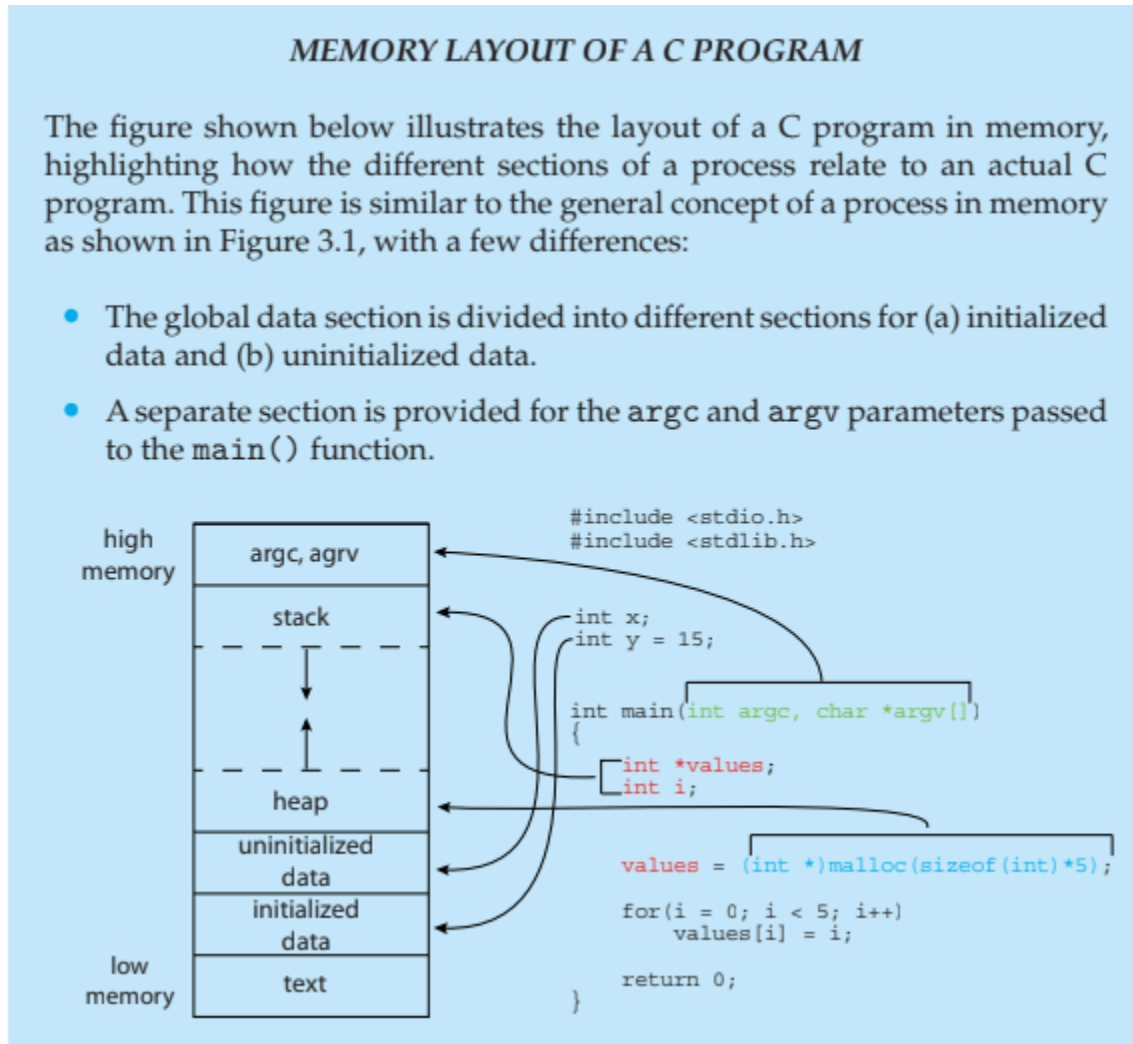 MEMORY LAYOUT OF A C PROGRAM
The figure shown below illustrates the layout of a C program in memory,
highlighting how the different sections of a process relate to an actual C
program. This figure is similar to the general concept of a process in memory
as shown in Figure 3.1, with a few differences:
• The global data section is divided into different sections for (a) initialized
data and (b) uninitialized data.
• A separate section is provided for the argc and argv parameters passed
to the main() function.
high
memory
argc, agrv
stack
heap
uninitialized
data
initialized
data
low
memory
text
#include <stdio.h>
#include <stdlib.h>
int x;
int y = 15;
int main(int argc, char *argv[])
{
int *values;
int i;
values = (int *)malloc(sizeof(int)*5);
for(i = 0; i < 5; i++)
values[i] = i;
return 0;
}